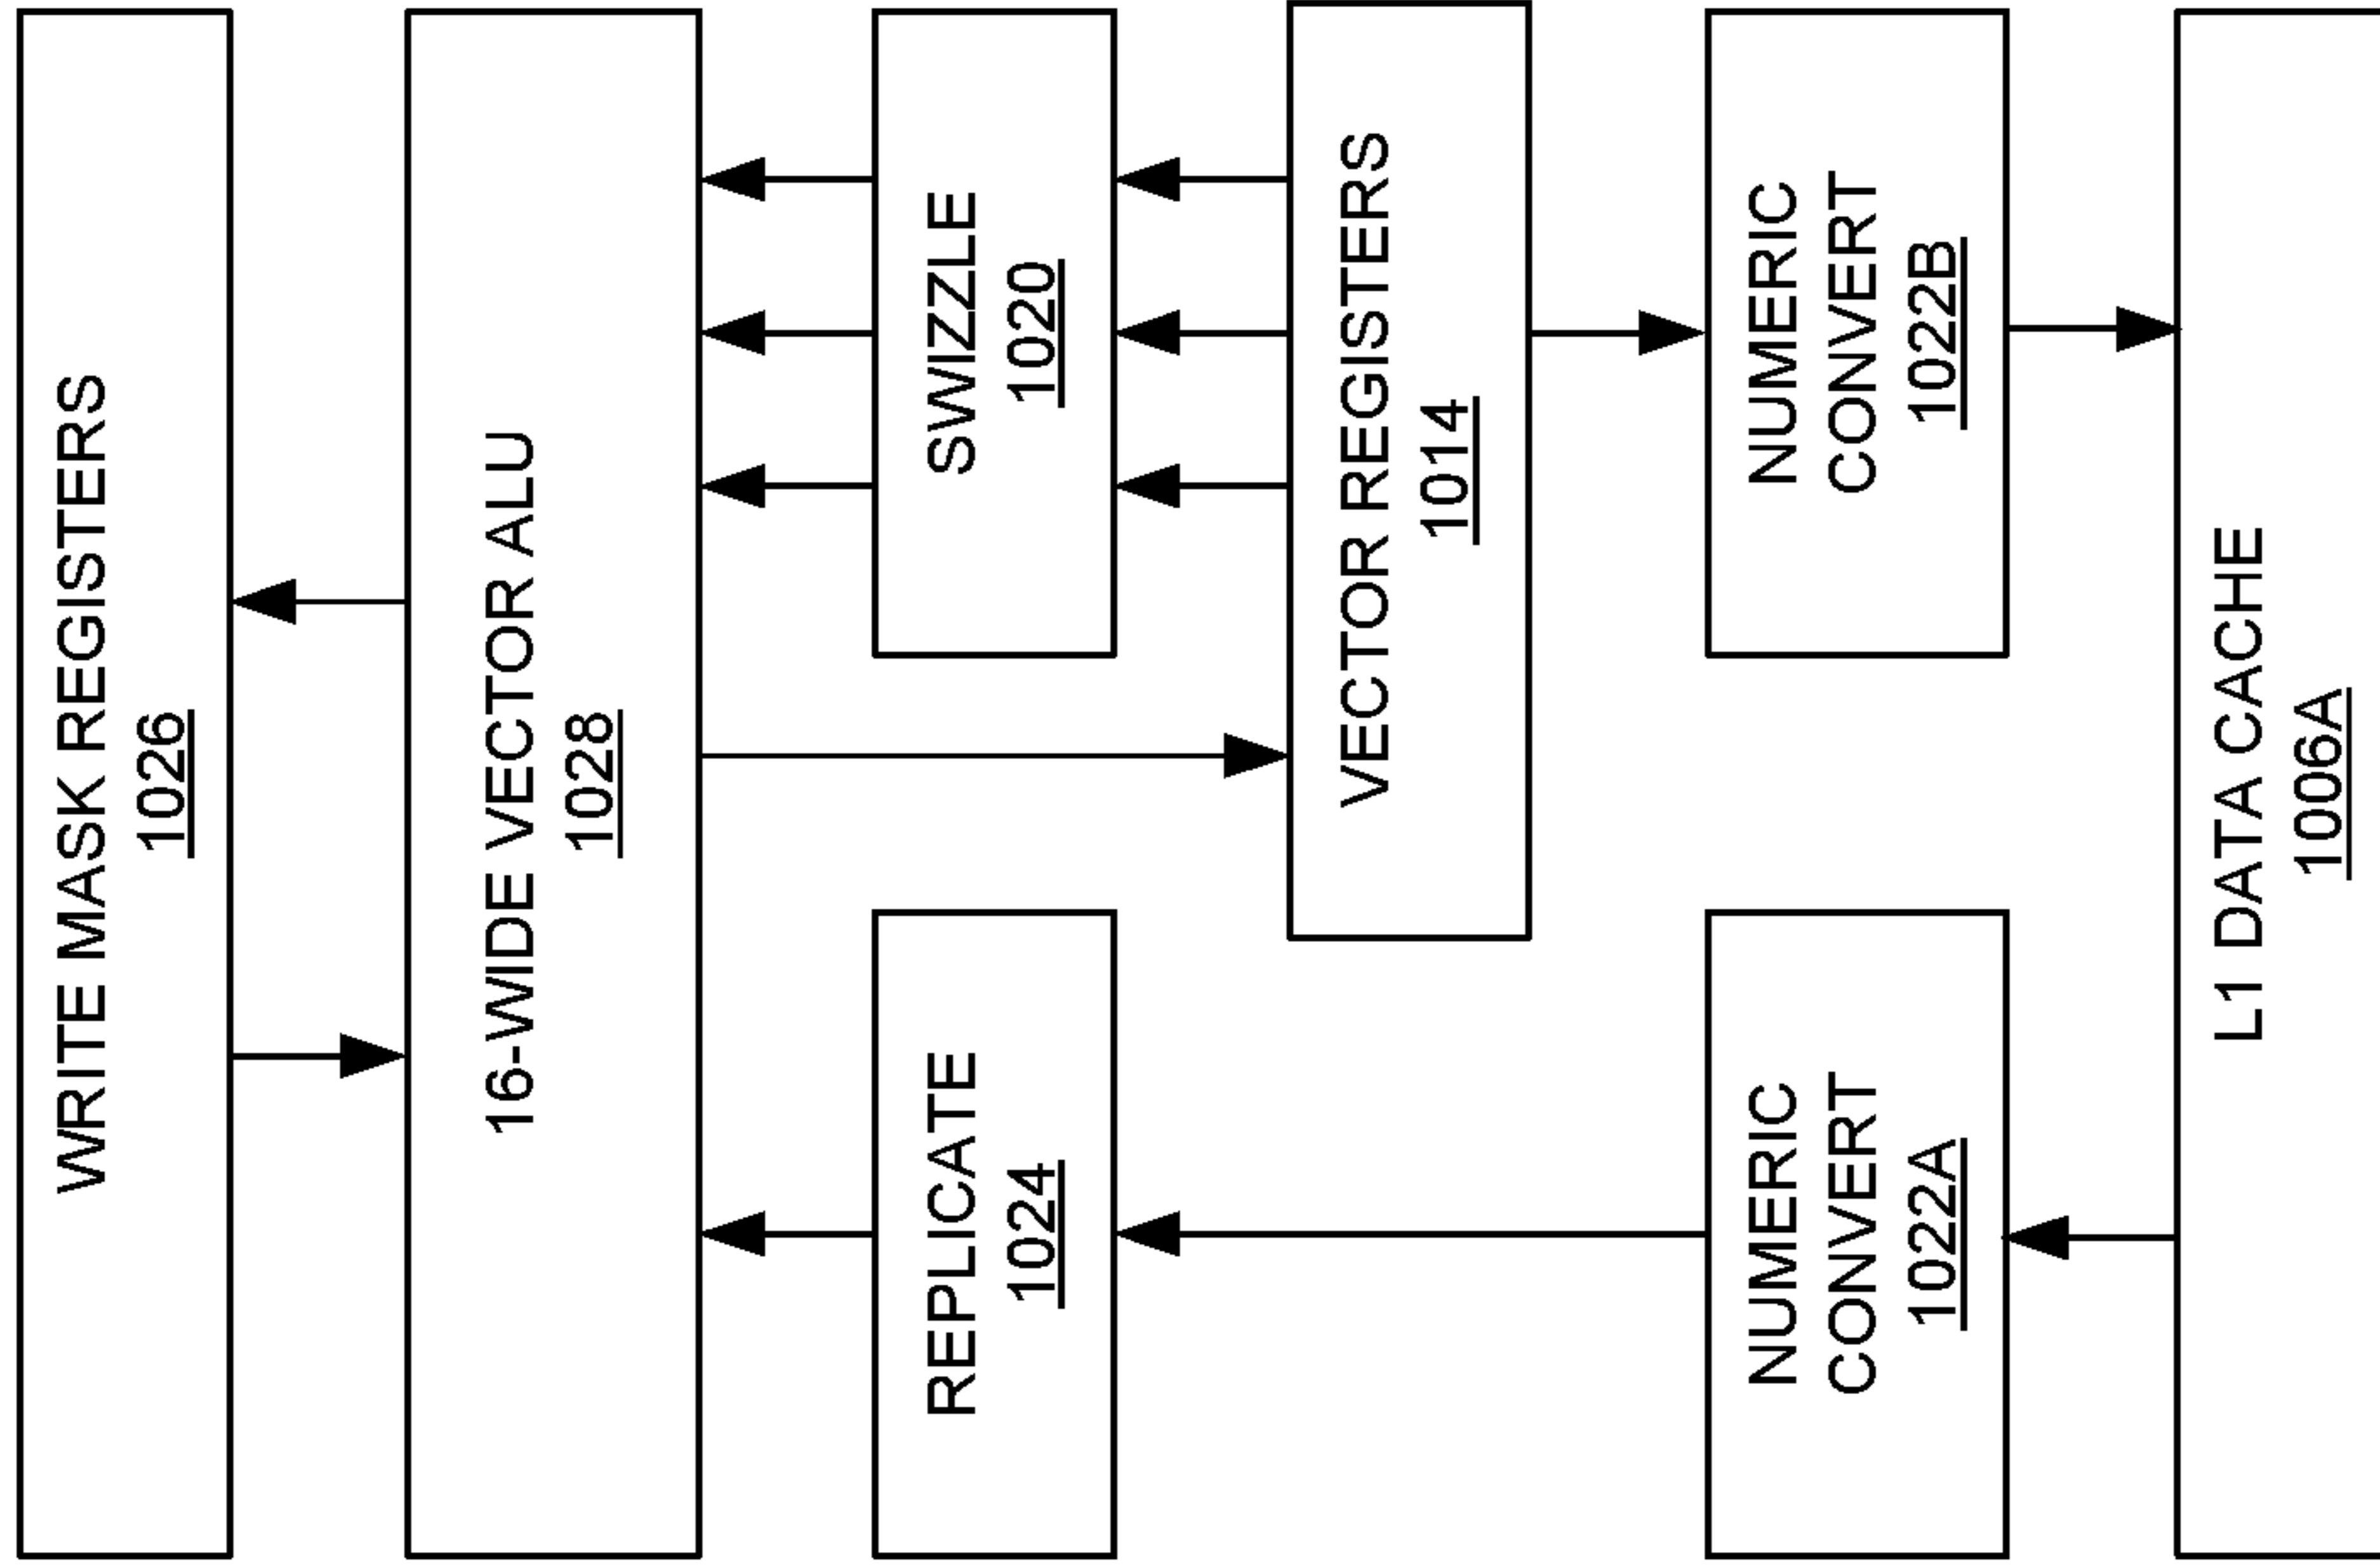 WRITE MASK REGISTERS
1026
16-WIDE VECTOR ALU
1028
REPLICATE
1024
SWIZZLE
1020
VECTOR REGISTERS
1014
NUMERIC
CONVERT
1022A
NUMERIC
CONVERT
1022B
L1 DATA CACHE
1006A